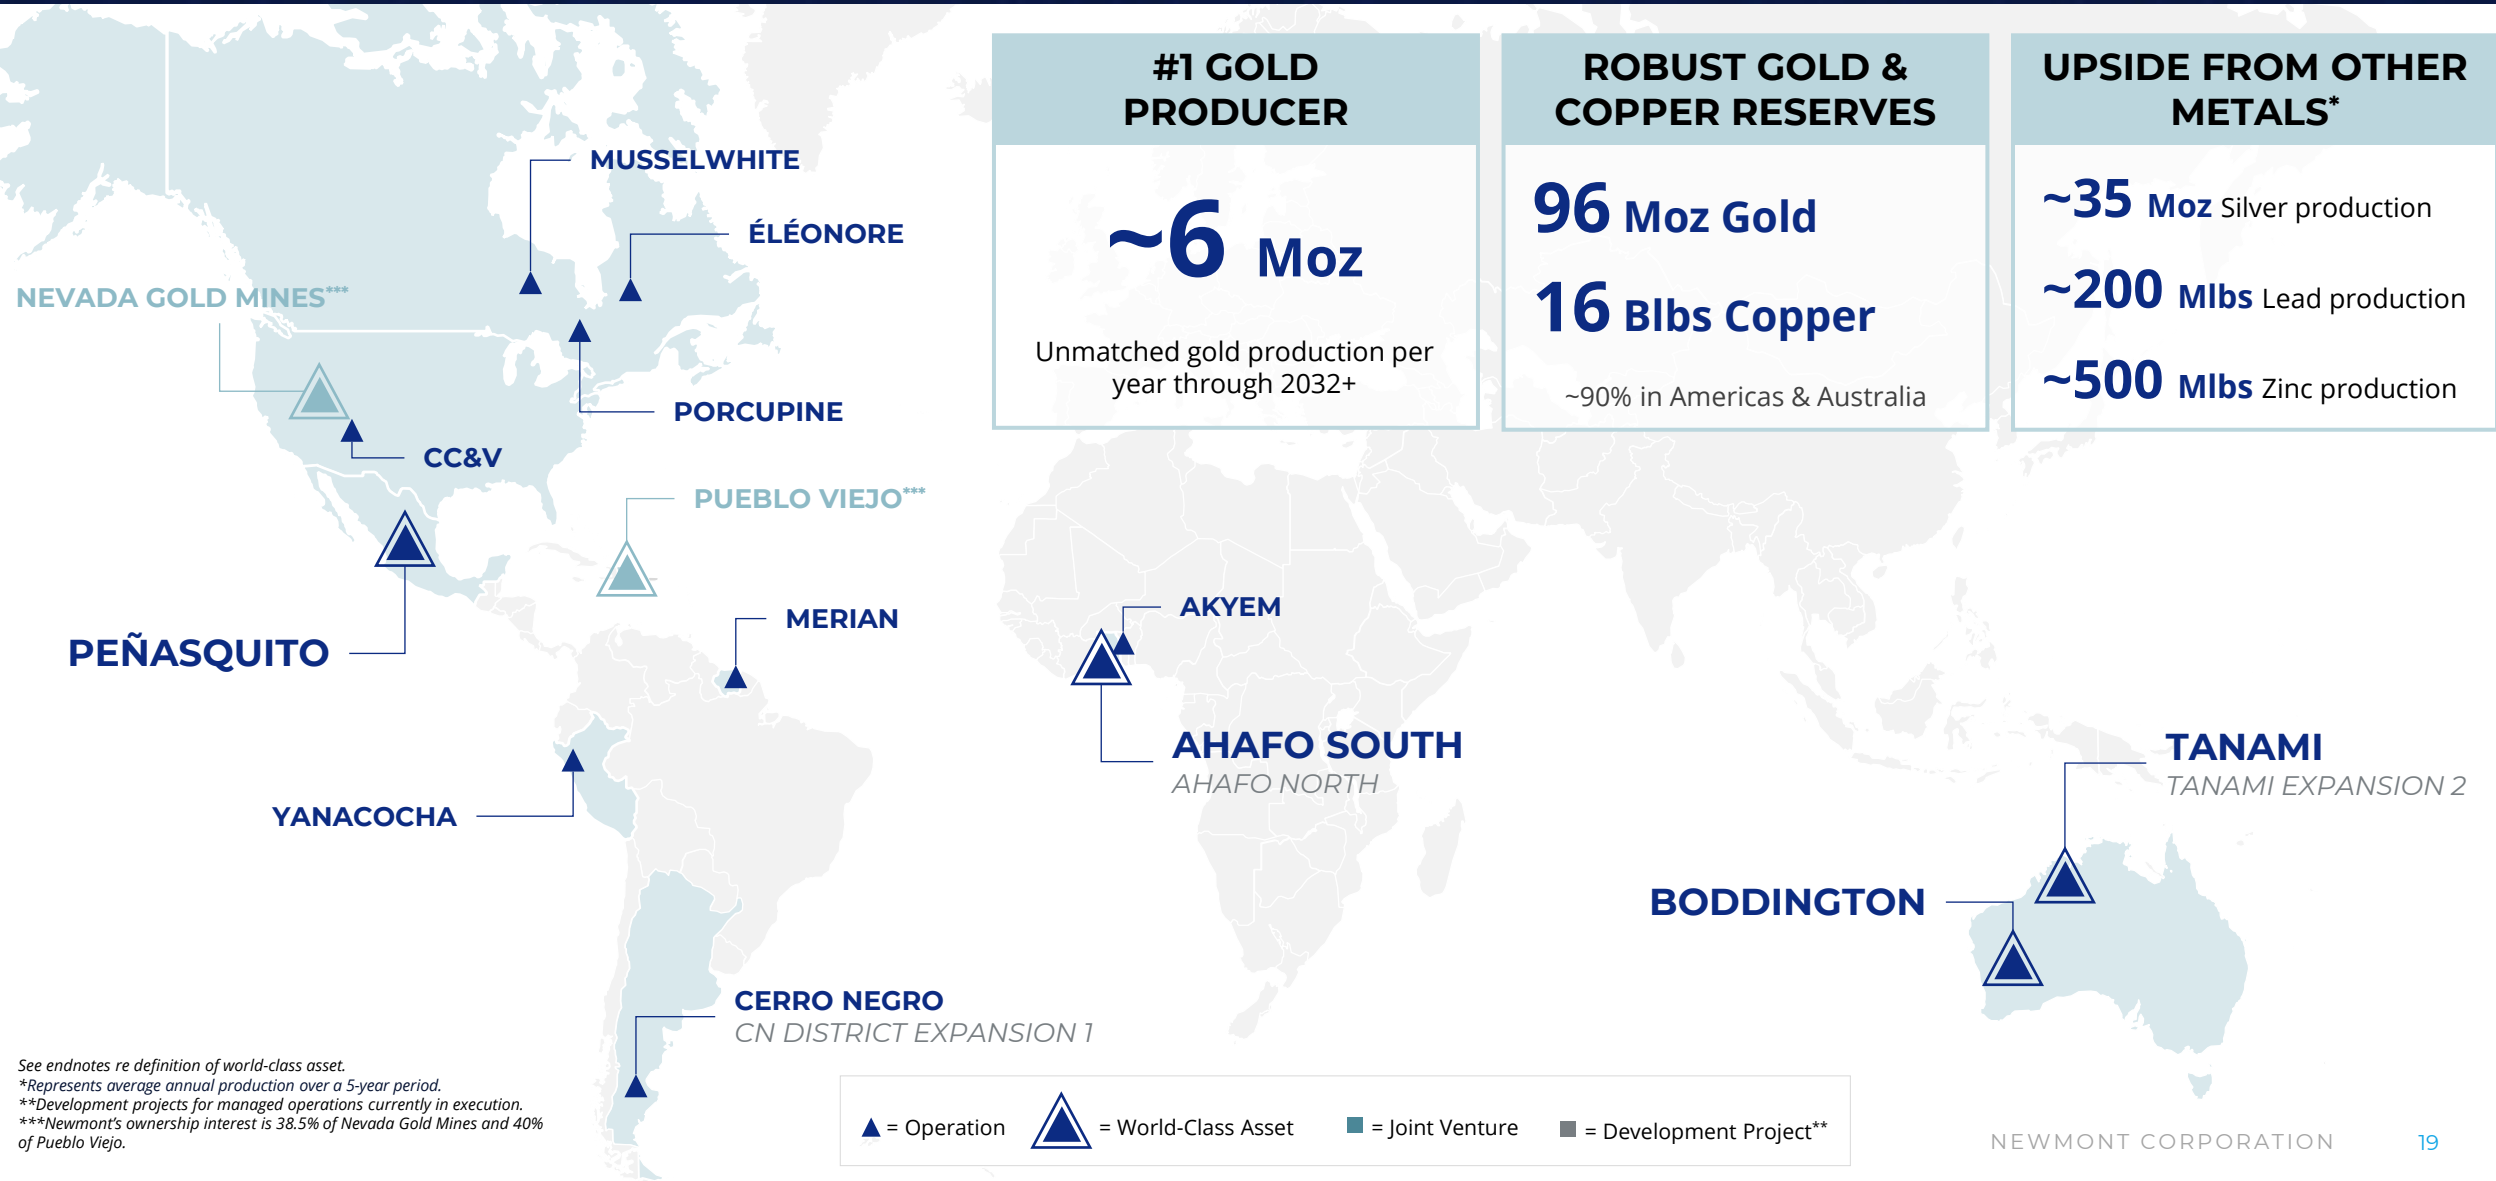 #1 GOLD
PRODUCER
~6 Moz
Unmatched gold production per
year through 2032+
ROBUST GOLD &
COPPER RESERVES
96 Moz Gold
16 Blbs Copper
~90% in Americas & Australia
UPSIDE FROM OTHER
METALS*
~35 Moz Silver production
~200 Mlbs Lead production
~500 Mlbs Zinc production
MUSSELWHITE
ÉLÉONORE
NEVADA GOLD MINES***
PORCUPINE
CC&V
PUEBLO VIEJO***
PEÑASQUITO
MERIAN
AKYEM
AHAFO SOUTH
AHAFO NORTH
TANAMI
TANAMI EXPANSION 2
YANACOCHA
BODDINGTON
CERRO NEGRO
CN DISTRICT EXPANSION 1
See endnotes re definition of world-class asset.
*Represents average annual production over a 5-year period.
**Development projects for managed operations currently in execution.
***Newmont's ownership interest is 38.5% of Nevada Gold Mines and 40%
of Pueblo Viejo.
= Operation
= World-Class Asset
= Joint Venture
= Development Project**
NEWMONT CORPORATION
19